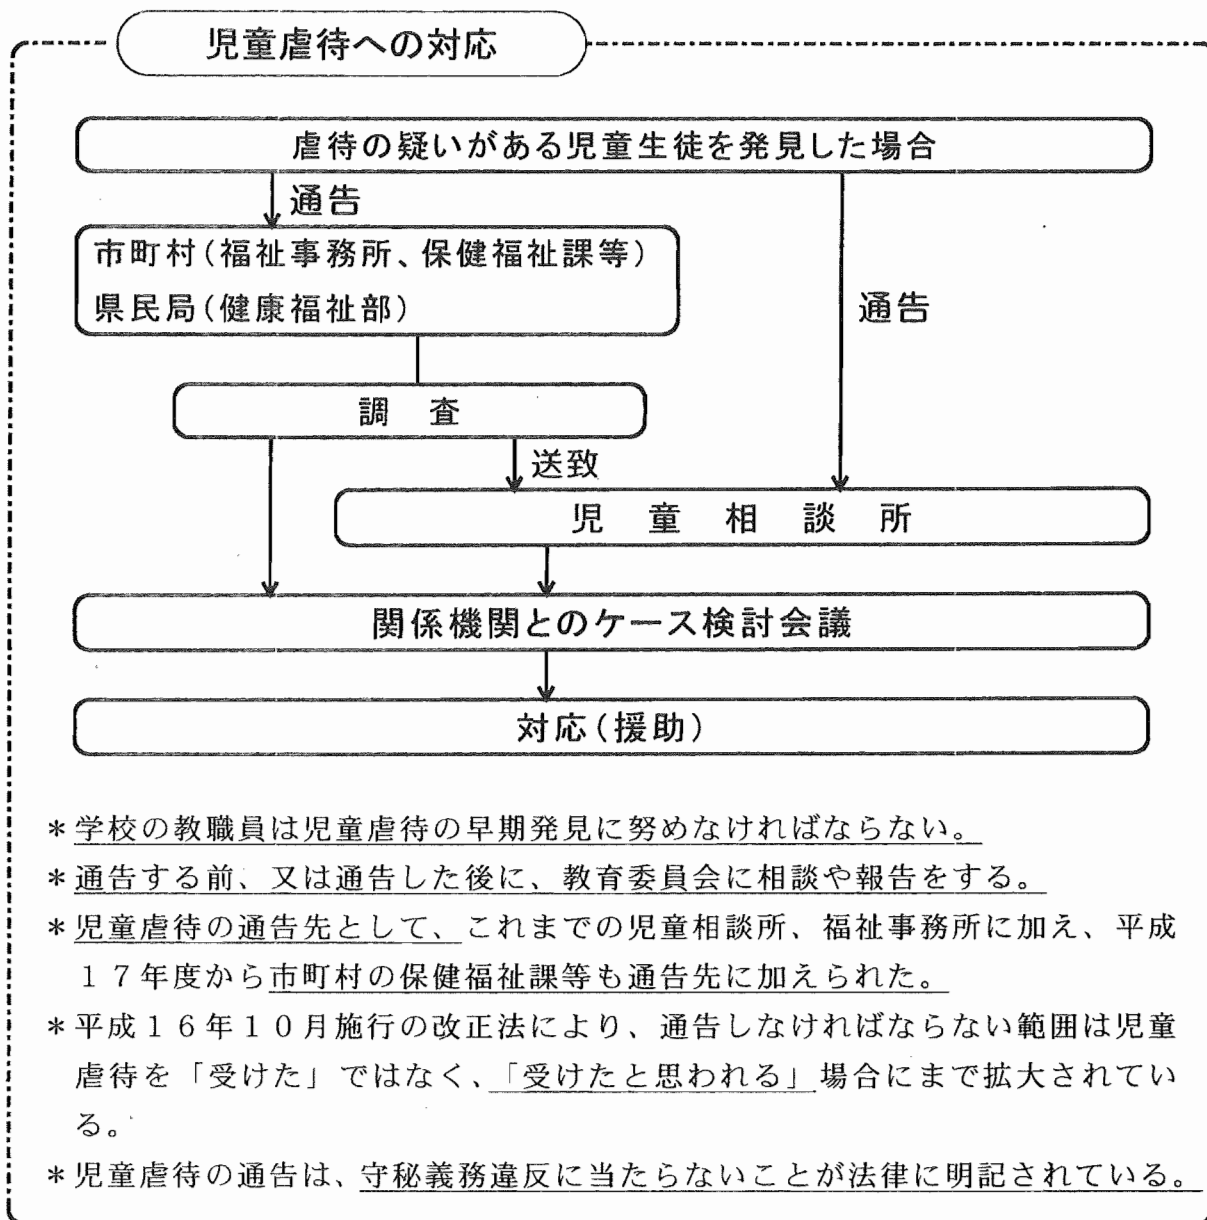 児童虐待への対応
虐待の疑いがある児童生徒を発見した場合
通告
市町村(福祉事務所、保健福祉課等)
県民局(健康福祉部)
通告
調　査
送致
児　童　相　談　所
関係機関とのケース検討会議
対応(援助)
＊学校の教職員は児童虐待の早期発見に努めなければならない。
＊通告する前、又は通告した後に、教育委員会に相談や報告をする。
＊児童虐待の通告先として、これまでの児童相談所、福祉事務所に加え、平成
１７年度から市町村の保健福祉課等も通告先に加えられた。
＊平成１６年１０月施行の改正法により、通告しなければならない範囲は児童
虐待を「受けた」ではなく、「受けたと思われる」場合にまで拡大されてい
る。
＊児童虐待の通告は、守秘義務違反に当たらないことが法律に明記されている。